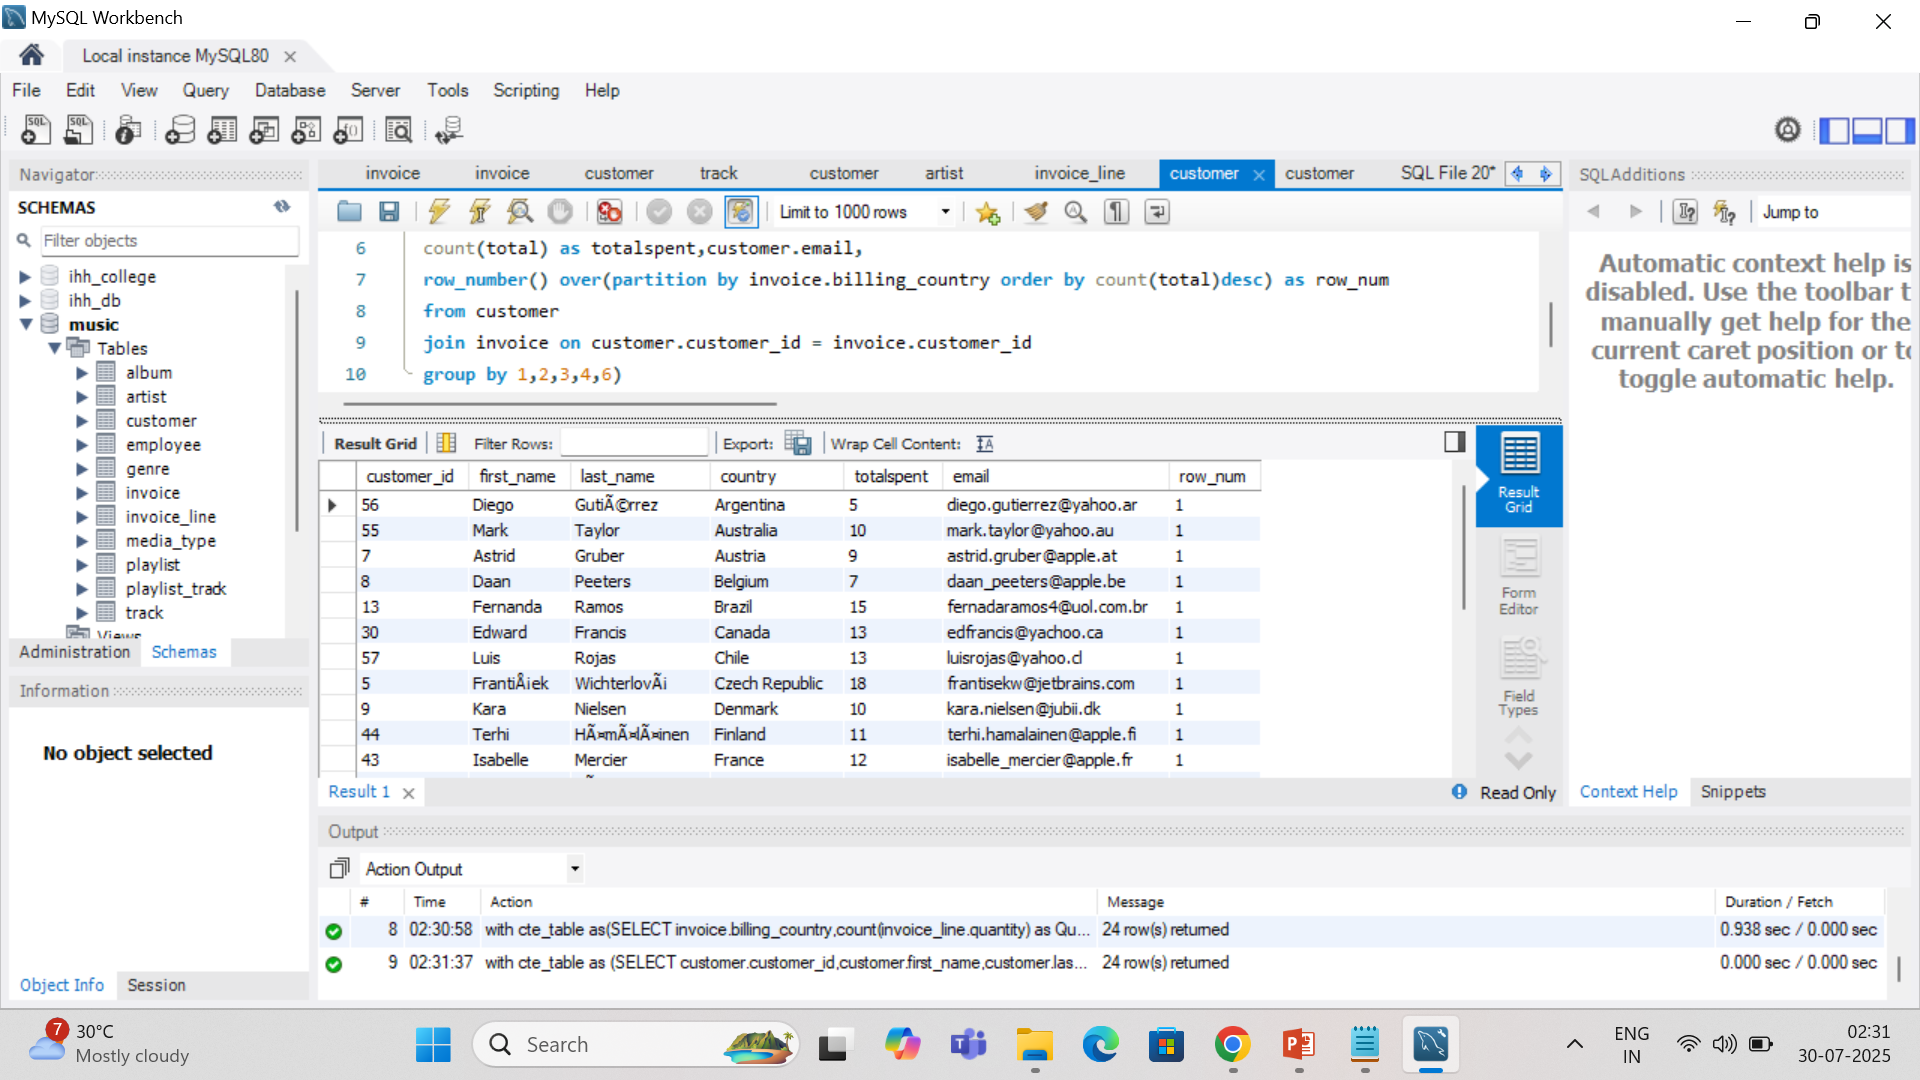 MySQL Workbench
Local instance MySQL80
File Edit View Query Database Server Tools Scripting Help
Navigator
SCHEMAS
Filter objects
ihh_college
ihh_db
music
Tables
album
artist
customer
employee
genre
invoice
invoice_line
media_type
playlist
playlist_track
track
Views
Administration Schemas
Information
No object selected
Object Info Session
invoice invoice customer track customer artist invoice_line customer customer SQL File 20*
Limit to 1000 rows
6 count(total) as totalspent,customer.email,
7 row_number() over(partition by invoice.billing_country order by count(total)desc) as row_num
8 from customer
9 join invoice on customer.customer_id = invoice.customer_id
10 group by 1,2,3,4,6)
Result Grid Filter Rows: Export: Wrap Cell Content:
customer_id first_name last_name country totalspent email row_num
56 Diego GutiÃ©rrez Argentina 5 diego.gutierrez@yahoo.ar 1
55 Mark Taylor Australia 10 mark.taylor@yahoo.au 1
7 Astrid Gruber Austria 9 astrid.gruber@apple.at 1
8 Daan Peeters Belgium 7 daan_peeters@apple.be 1
13 Fernanda Ramos Brazil 15 fernadaramos4@uol.com.br 1
30 Edward Francis Canada 13 edfrancis@yachoo.ca 1
57 Luis Rojas Chile 13 luisrojas@yahoo.cl 1
5 FrantiÅ¡ek WichterlovÃ¡ Czech Republic 18 frantisekw@jetbrains.com 1
9 Kara Nielsen Denmark 10 kara.nielsen@jubii.dk 1
44 Terhi HÃ¤mÃ¤lÃ¤inen Finland 11 terhi.hamalainen@apple.fi 1
43 Isabelle Mercier France 12 isabelle_mercier@apple.fr 1
Result Grid
Form Editor
Field Types
Result 1
Read Only
SQLAdditions
Jump to
Automatic context help is
disabled. Use the toolbar t
manually get help for the
current caret position or to
toggle automatic help.
Context Help Snippets
Output
Action Output
# Time Action Message Duration / Fetch
8 02:30:58 with cte_table as(SELECT invoice.billing_country,count(invoice_line.quantity) as Qu... 24 row(s) returned 0.938 sec / 0.000 sec
9 02:31:37 with cte_table as (SELECT customer.customer_id,customer.first_name,customer.las... 24 row(s) returned 0.000 sec / 0.000 sec
7
30°C
Mostly cloudy
Search
ENG
IN
02:31
30-07-2025